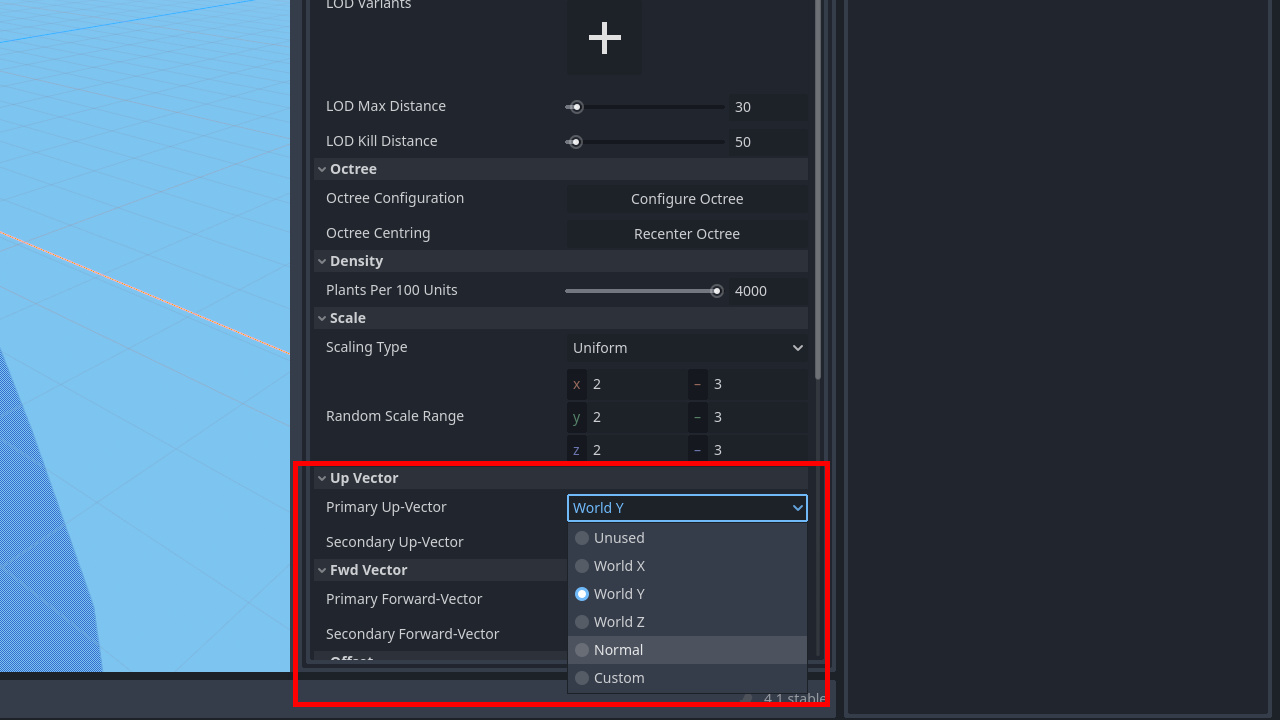 LOD Variants
LOD Max Distance 30
LOD Kill Distance 50
Octree
Octree Configuration Configure Octree
Octree Centring Recenter Octree
Density
Plants Per 100 Units 4000
Scale
Scaling Type Uniform
x 2 – 3
Random Scale Range y 2 – 3
z 2 – 3
Up Vector
Primary Up-Vector World Y
Secondary Up-Vector
Unused
World X
Fwd Vector
Primary Forward-Vector
World Y
World Z
Secondary Forward-Vector
Normal
Offset
Custom
4.1.stable